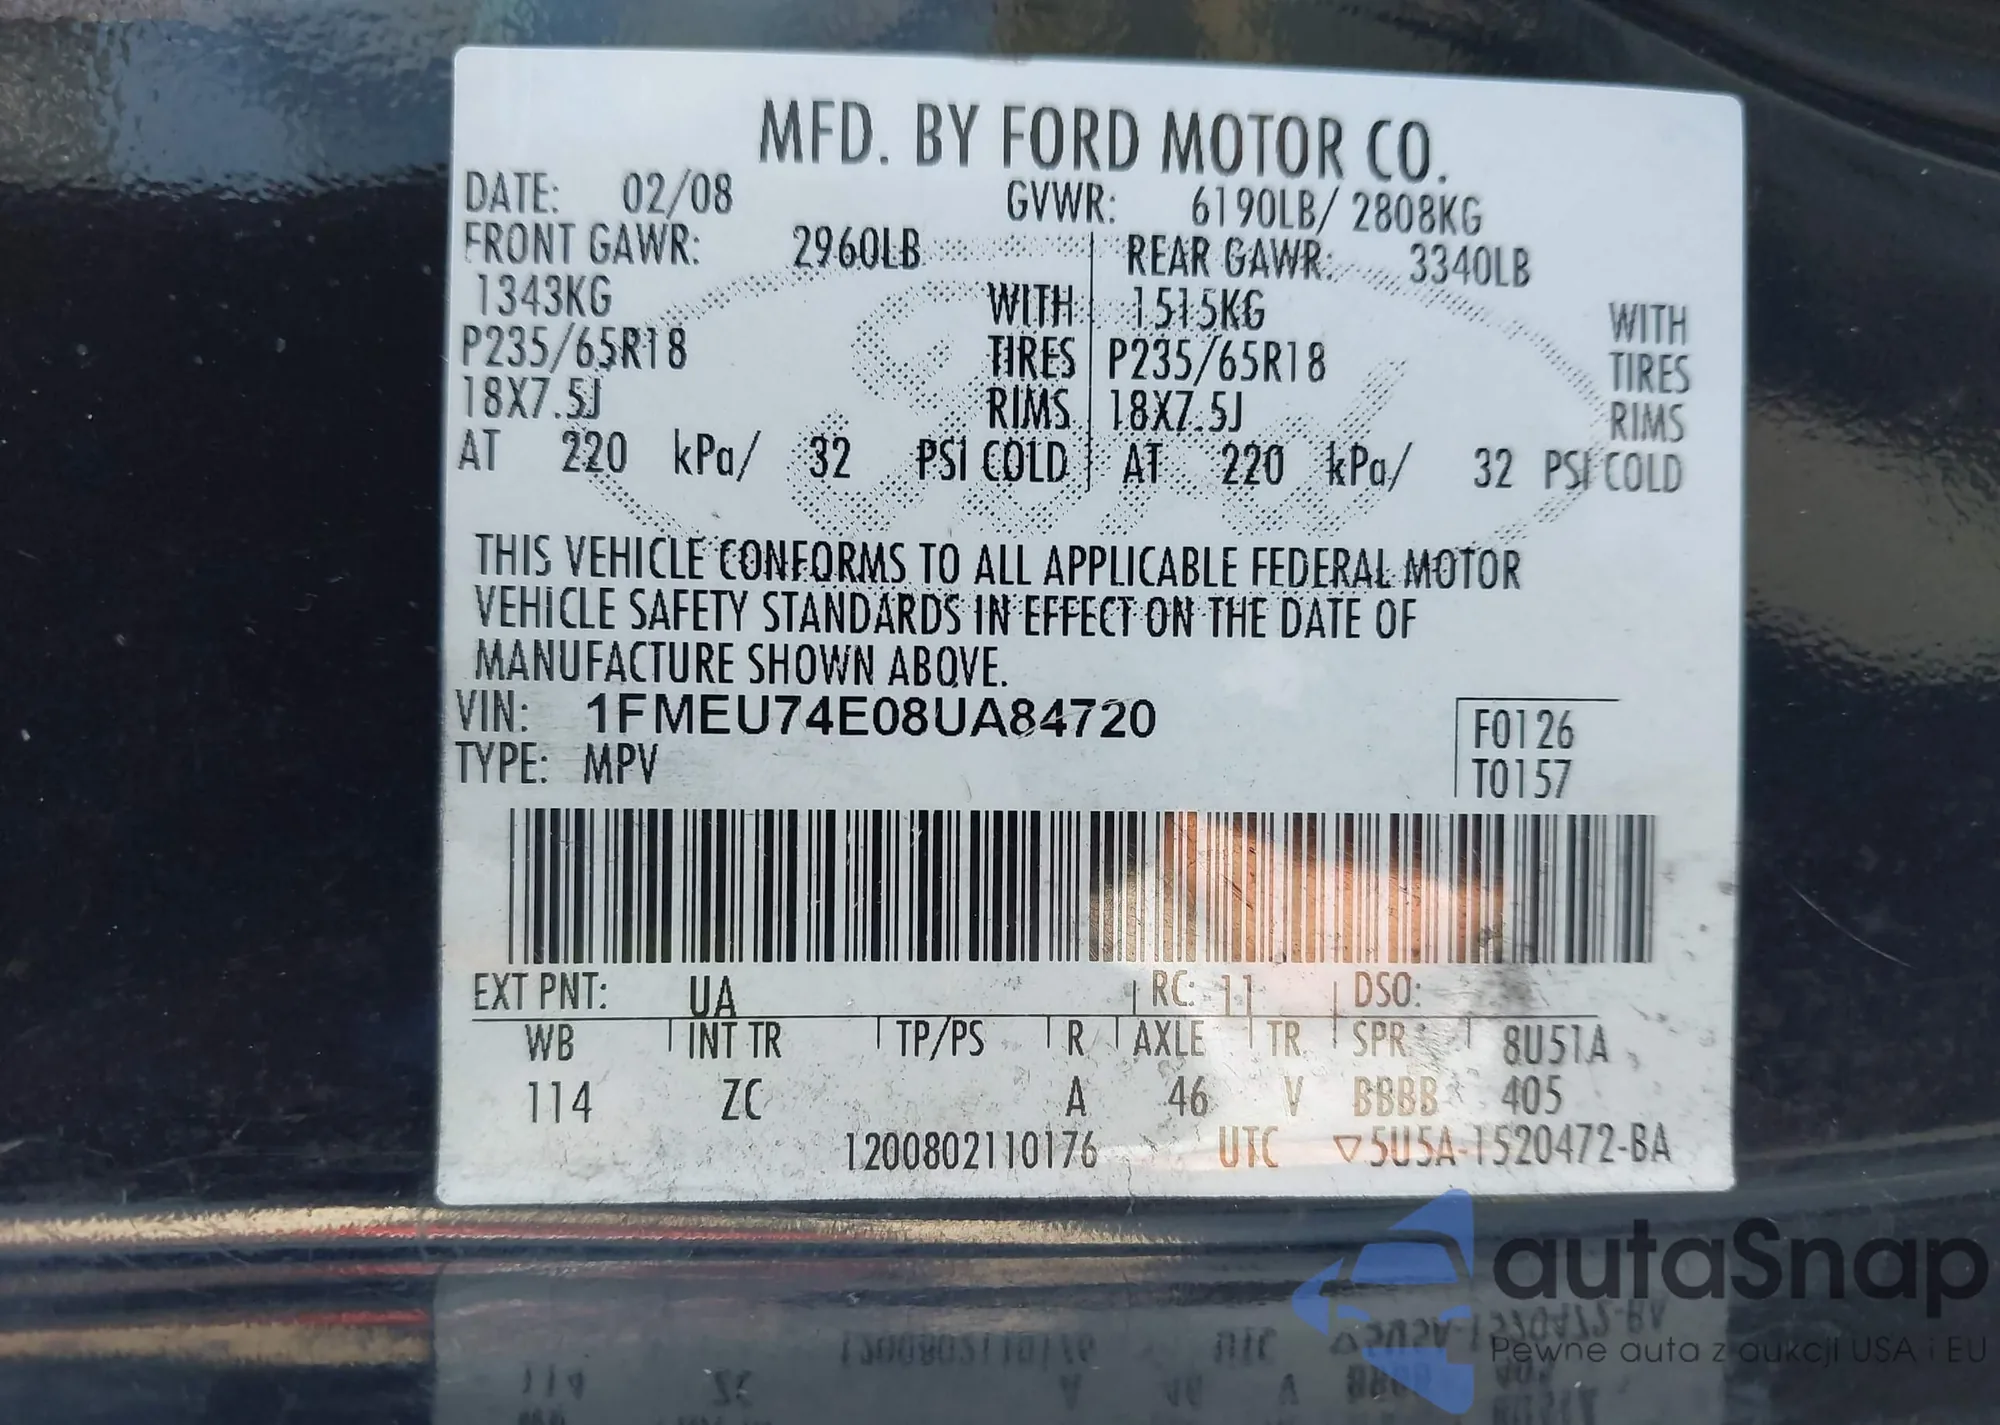 MFD. BY FORD MOTOR CO.
DATE: 02/08 GVWR: 6190LB/ 2808KG
FRONT GAWR: 2960LB REAR GAWR: 3340LB
1343KG WITH 1515KG WITH
P235/65R18 TIRES P235/65R18 TIRES
18X7.5J RIMS 18X7.5J RIMS
AT 220 kPa/ 32 PSI COLD AT 220 kPa/ 32 PSI COLD
THIS VEHICLE CONFORMS TO ALL APPLICABLE FEDERAL MOTOR
VEHICLE SAFETY STANDARDS IN EFFECT ON THE DATE OF
MANUFACTURE SHOWN ABOVE.
VIN: 1FMEU74E08UA84720 F0126
TYPE: MPV T0157
EXT PNT: UA RC: 11 DSO:
WB INT TR TP/PS R AXLE TR SPR 8U51A
114 ZC A 46 V BBBB 405
1200802110176 UTC ▽5U5A-1520472-BA
autaSnap
Pewne auta z aukcji USA i EU